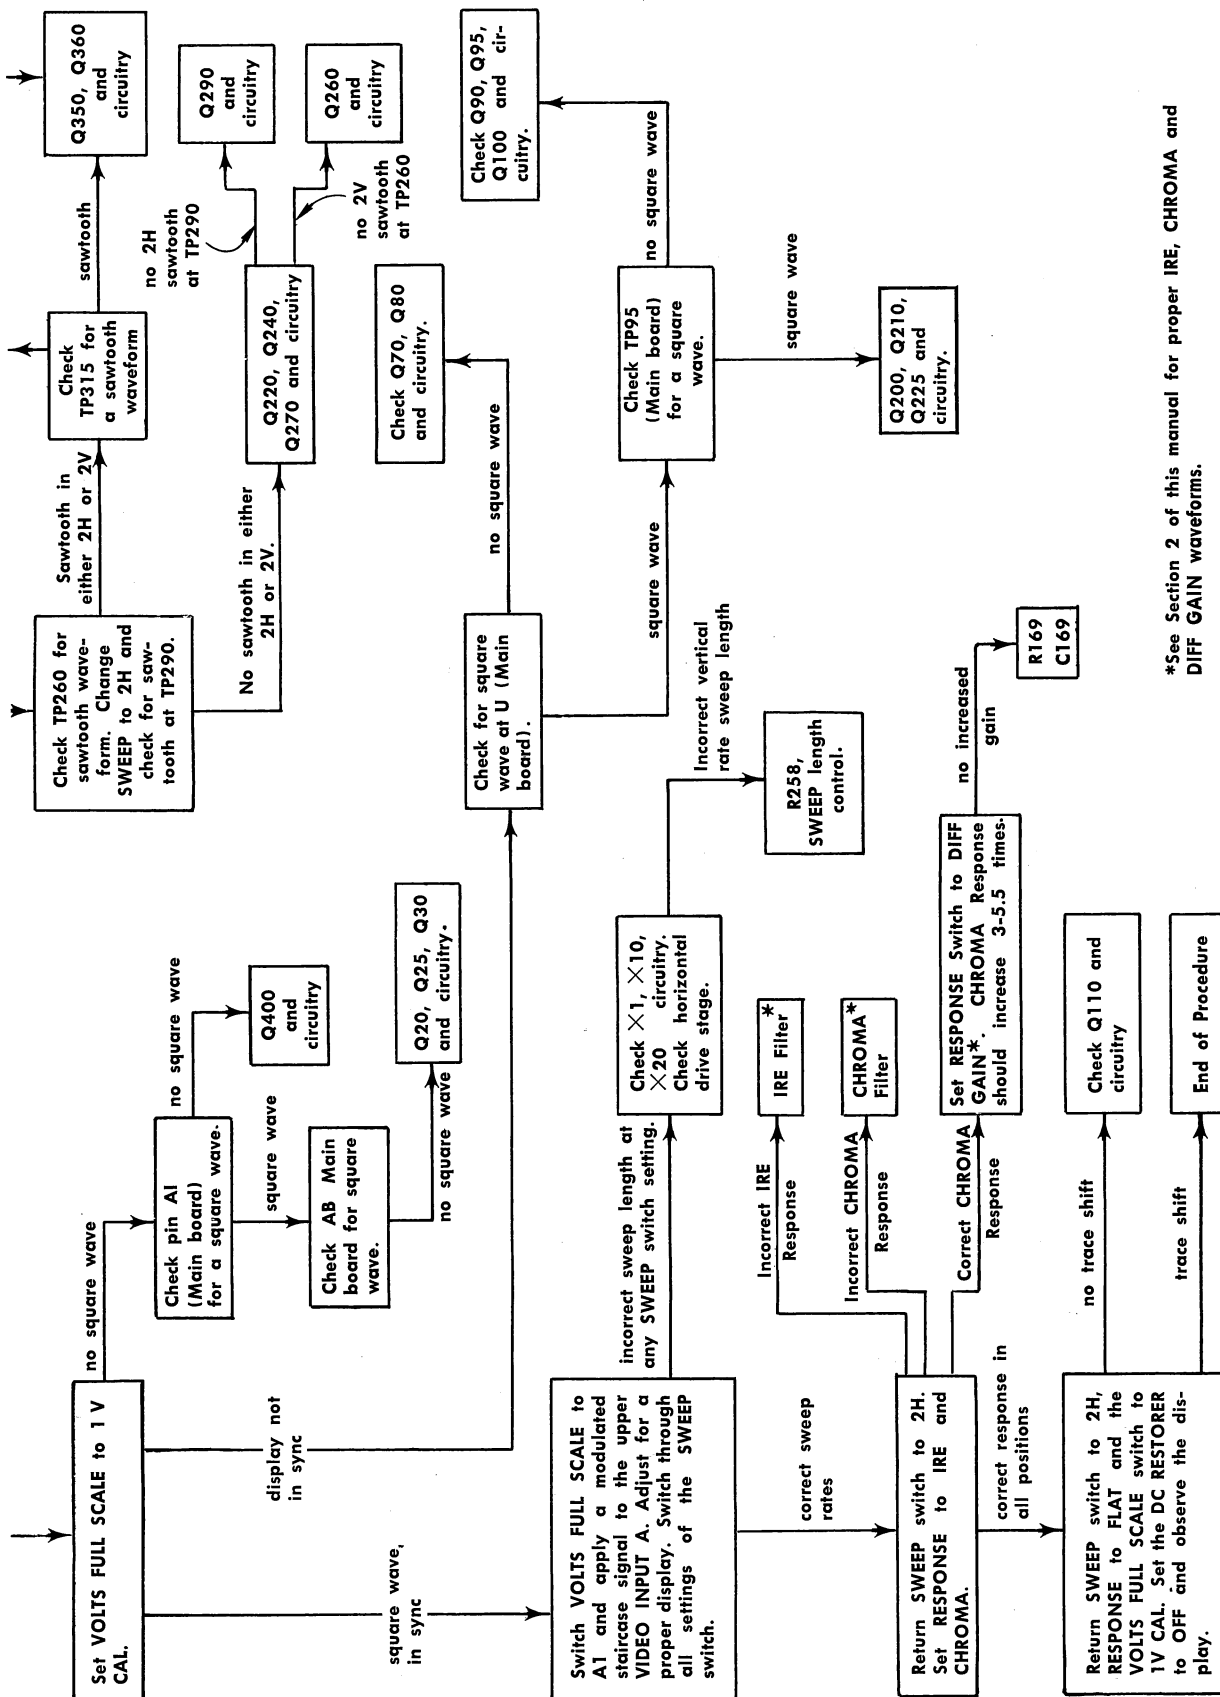 Set VOLTS FULL SCALE to 1 V
CAL.
no square wave
Check pin AI
(Main board)
for a square wave.
no square wave
Q400
and
circuitry
square wave
Check AB Main
board for square
wave.
no square wave
Q20, Q25, Q30
and circuitry.
display not
in sync
square wave,
in sync
Check TP260 for
sawtooth wave-
form. Change
SWEEP to 2H and
check for saw-
tooth at TP290.
Sawtooth in
either 2H or 2V
Check
TP315 for
a sawtooth
waveform
sawtooth
Q350, Q360
and
circuitry
No sawtooth in either
2H or 2V.
Q220, Q240,
Q270 and circuitry
no 2H
sawtooth
at TP290
Q290
and
circuitry
no 2V
sawtooth
at TP260
Q260
and
circuitry
Check for square
wave at U (Main
board).
no square wave
Check Q70, Q80
and circuitry.
square wave
Check TP95
(Main board)
for a square
wave.
no square wave
Check Q90, Q95,
Q100 and cir-
cuitry.
square wave
Q200, Q210,
Q225 and
circuitry.
Switch VOLTS FULL SCALE to
A1 and apply a modulated
staircase signal to the upper
VIDEO INPUT A. Adjust for a
proper display. Switch through
all settings of the SWEEP
switch.
incorrect sweep length at
any SWEEP switch setting.
Check ×1, ×10,
×20 circuitry.
Check horizontal
drive stage.
Incorrect vertical
rate sweep length
R258,
SWEEP length
control.
correct sweep
rates
Return SWEEP switch to 2H.
Set RESPONSE to IRE and
CHROMA.
Incorrect IRE
Response
IRE Filter*
Incorrect CHROMA
Response
CHROMA*
Filter
Correct CHROMA
Response
Set RESPONSE Switch to DIFF
GAIN*. CHROMA Response
should increase 3-5.5 times.
no increased
gain
R169
C169
correct response in
all positions
Return SWEEP switch to 2H,
RESPONSE to FLAT and the
VOLTS FULL SCALE switch to
1V CAL. Set the DC RESTORER
to OFF and observe the dis-
play.
no trace shift
Check Q110 and
circuitry
trace shift
End of Procedure
*See Section 2 of this manual for proper IRE, CHROMA and
DIFF GAIN waveforms.